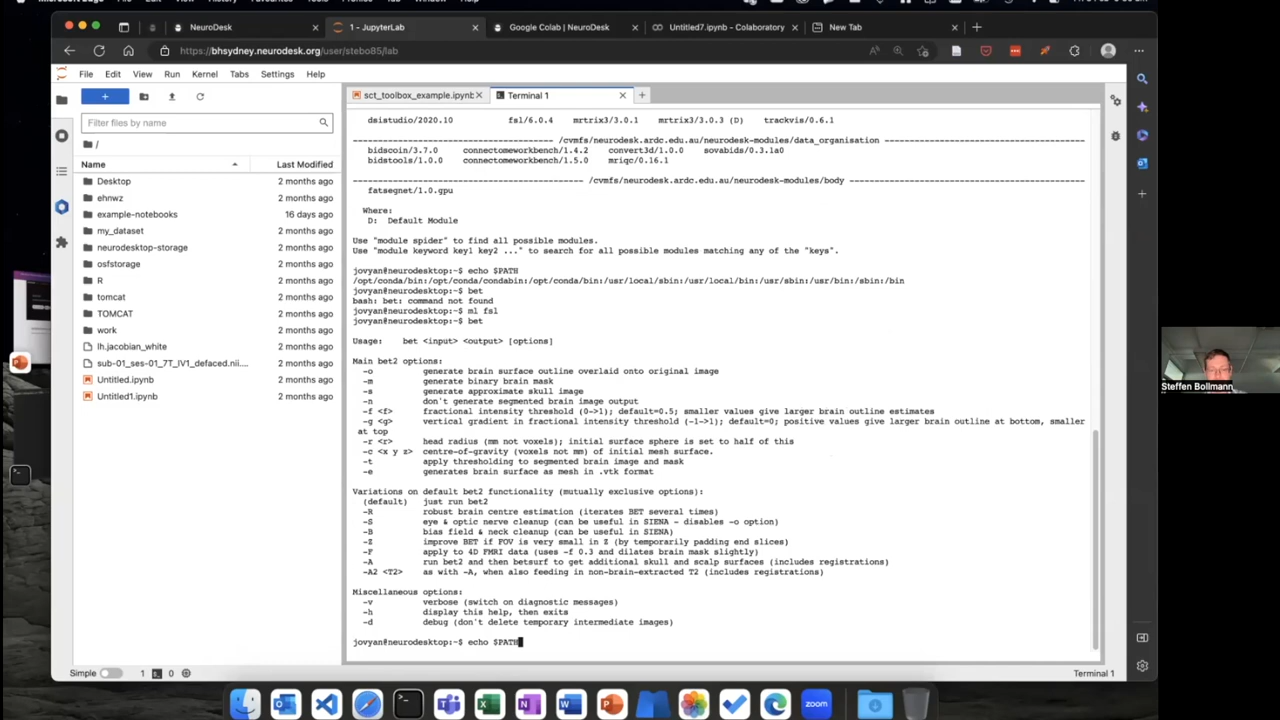 File Edit View History Favourites Tools Profiles Tab Window Help
NeuroDesk
1 - JupyterLab
Google Colab | NeuroDesk
Untitled7.ipynb - Colaboratory
New Tab
https://bhsydney.neurodesk.org/user/stebo85/lab
File Edit View Run Kernel Tabs Settings Help
sct_toolbox_example.ipynb
Terminal 1
Filter files by name
/
Name Last Modified
Desktop 2 months ago
ehnwz 2 months ago
example-notebooks 16 days ago
my_dataset 2 months ago
neurodesktop-storage 2 months ago
osfstorage 2 months ago
R 2 months ago
tomcat 2 months ago
TOMCAT 2 months ago
work 2 months ago
lh.jacobian_white 2 months ago
sub-01_ses-01_7T_IV1_defaced.nii.... 2 months ago
Untitled.ipynb 2 months ago
Untitled1.ipynb 2 months ago
dsistudio/2020.10 fsl/6.0.4 mrtrix3/3.0.1 mrtrix3/3.0.3 (D) trackvis/0.6.1
/cvmfs/neurodesk.ardc.edu.au/neurodesk-modules/data_organisation
bidscoin/3.7.0 connectomeworkbench/1.4.2 convert3d/1.0.0 sovabids/0.3.1a0
bidstools/1.0.0 connectomeworkbench/1.5.0 mriqc/0.16.1
/cvmfs/neurodesk.ardc.edu.au/neurodesk-modules/body
fatsegnet/1.0.gpu
Where:
D: Default Module
Use "module spider" to find all possible modules.
Use "module keyword key1 key2 ..." to search for all possible modules matching any of the "keys".
jovyan@neurodesktop:~$ echo $PATH
/opt/conda/bin:/opt/conda/condabin:/opt/conda/bin:/usr/local/sbin:/usr/local/bin:/usr/sbin:/usr/bin:/sbin:/bin
jovyan@neurodesktop:~$ bet
bash: bet: command not found
jovyan@neurodesktop:~$ ml fsl
jovyan@neurodesktop:~$ bet
Usage: bet <input> <output> [options]
Main bet2 options:
-o generate brain surface outline overlaid onto original image
-m generate binary brain mask
-s generate approximate skull image
-n don't generate segmented brain image output
-f <f> fractional intensity threshold (0->1); default=0.5; smaller values give larger brain outline estimates
-g <g> vertical gradient in fractional intensity threshold (-1->1); default=0; positive values give larger brain outline at bottom, smaller
at top
-r <r> head radius (mm not voxels); initial surface sphere is set to half of this
-c <x y z> centre-of-gravity (voxels not mm) of initial mesh surface.
-t apply thresholding to segmented brain image and mask
-e generates brain surface as mesh in .vtk format
Variations on default bet2 functionality (mutually exclusive options):
(default) just run bet2
-R robust brain centre estimation (iterates BET several times)
-S eye & optic nerve cleanup (can be useful in SIENA - disables -o option)
-B bias field & neck cleanup (can be useful in SIENA)
-Z improve BET if FOV is very small in Z (by temporarily padding end slices)
-F apply to 4D FMRI data (uses -f 0.3 and dilates brain mask slightly)
-A run bet2 and then betsurf to get additional skull and scalp surfaces (includes registrations)
-A2 <T2> as with -A, when also feeding in non-brain-extracted T2 (includes registrations)
Miscellaneous options:
-v verbose (switch on diagnostic messages)
-h display this help, then exits
-d debug (don't delete temporary intermediate images)
jovyan@neurodesktop:~$ echo $PATH
Simple 1 0
Terminal 1
zoom
Steffen Bollmann